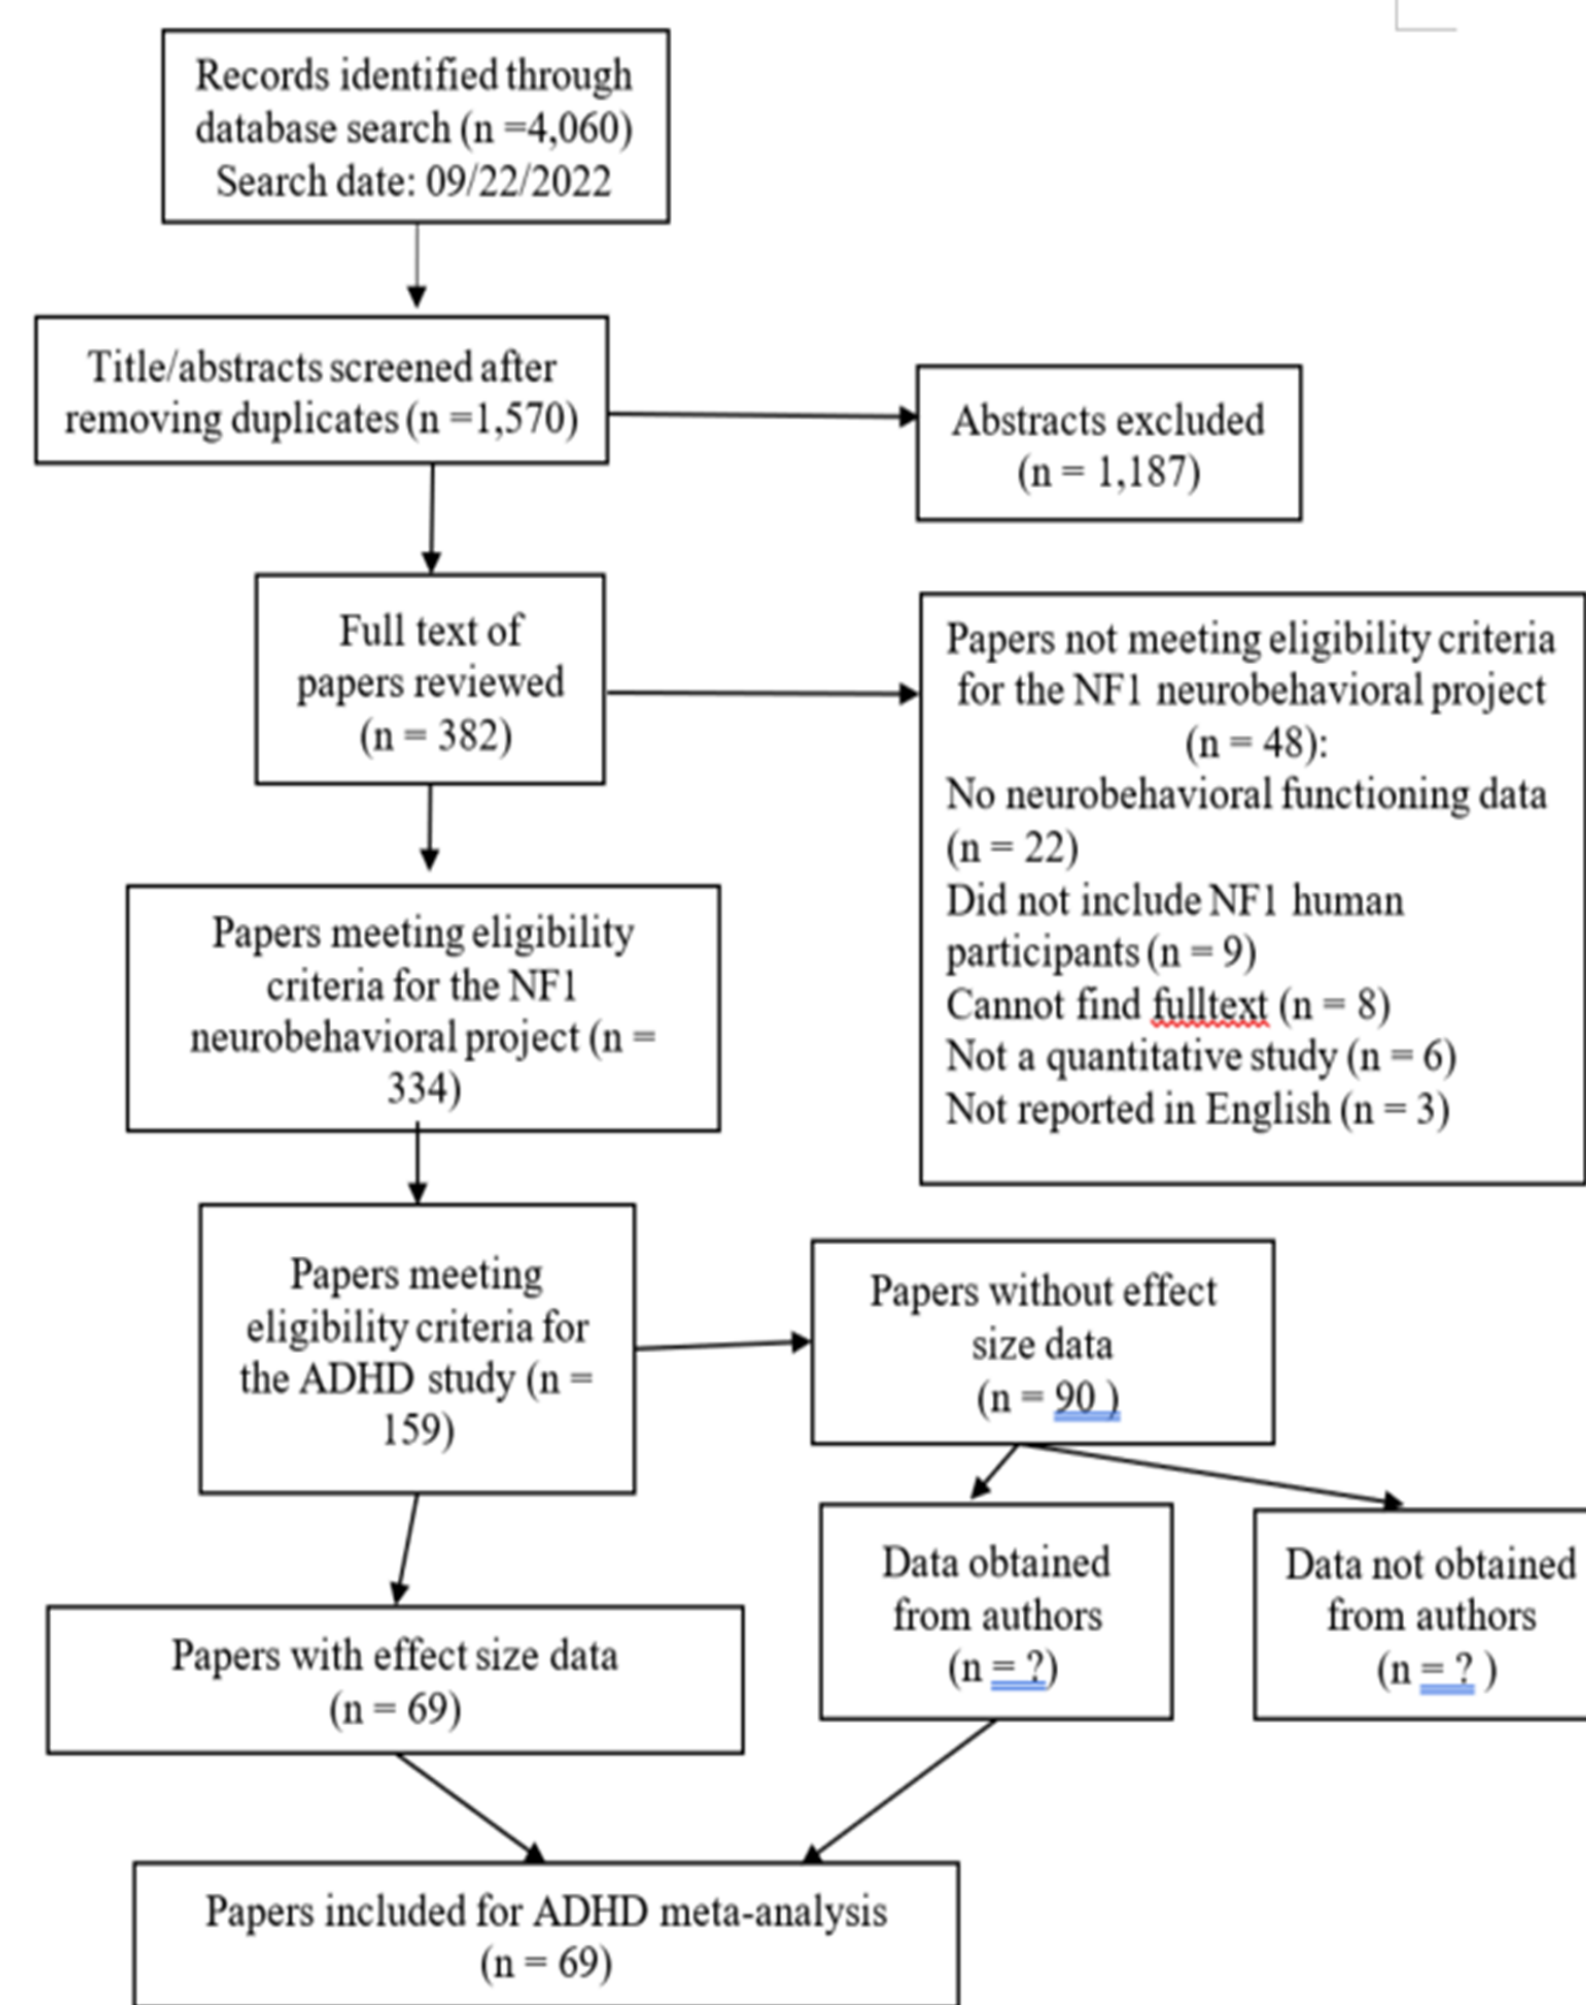 Records identified through
database search (n =4,060)
Search date: 09/22/2022
Title/abstracts screened after
removing duplicates (n =1,570)
Abstracts excluded
(n = 1,187)
Full text of
papers reviewed
(n = 382)
Papers not meeting eligibility criteria
for the NF1 neurobehavioral project
(n = 48):
No neurobehavioral functioning data
(n = 22)
Did not include NF1 human
participants (n = 9)
Cannot find fulltext (n = 8)
Not a quantitative study (n = 6)
Not reported in English (n = 3)
Papers meeting eligibility
criteria for the NF1
neurobehavioral project (n =
334)
Papers meeting
eligibility criteria for
the ADHD study (n =
159)
Papers without effect
size data
(n = 90 )
Data obtained
from authors
(n = ?)
Data not obtained
from authors
(n = ? )
Papers with effect size data
(n = 69)
Papers included for ADHD meta-analysis
(n = 69)